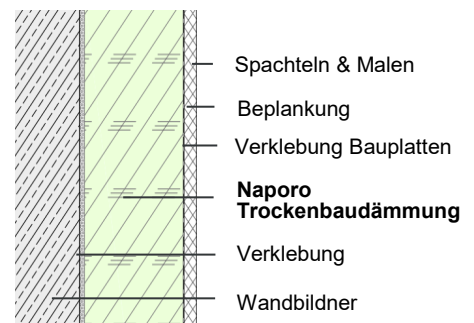 Spachteln & Malen
Beplankung
Verklebung Bauplatten
Naporo
Trockenbaudämmung
Verklebung
Wandbildner